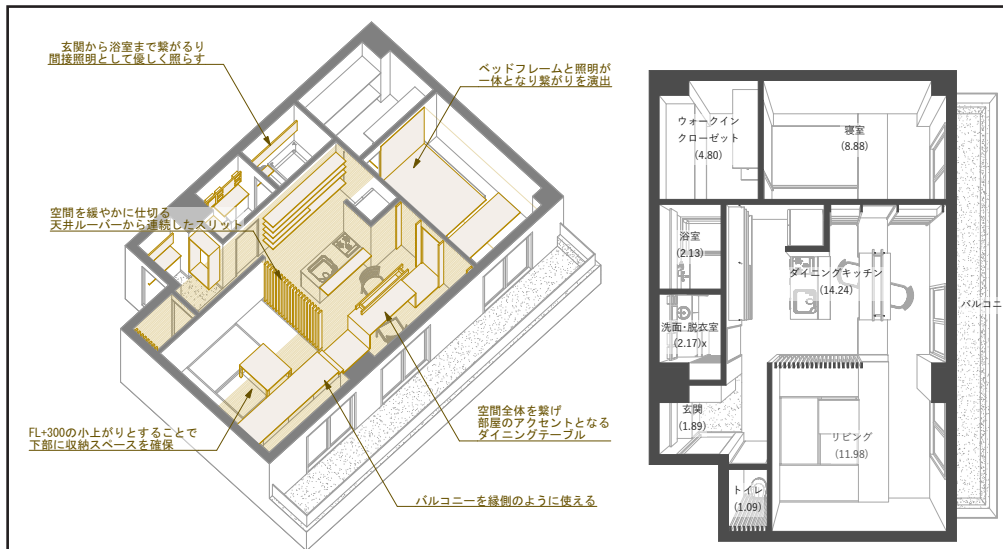 玄関から浴室まで繋がるり
間接照明として優しく照らす
ベッドフレームと照明が
一体となり繋がりを演出
空間を緩やかに仕切る
天井ルーバーから連続したスリット
FL+300の小上がりとすることで
下部に収納スペースを確保
空間全体を繋げ
部屋のアクセントとなる
ダイニングテーブル
バルコニーを縁側のように使える
ウォークイン
クローゼット
(4.80)
寝室
(8.88)
浴室
(2.13)
ダイニングキッチン
(14.24)
バルコニ
洗面・脱衣室
(2.17)x
玄関
(1.89)
リビング
(11.98)
トイレ
(1.09)